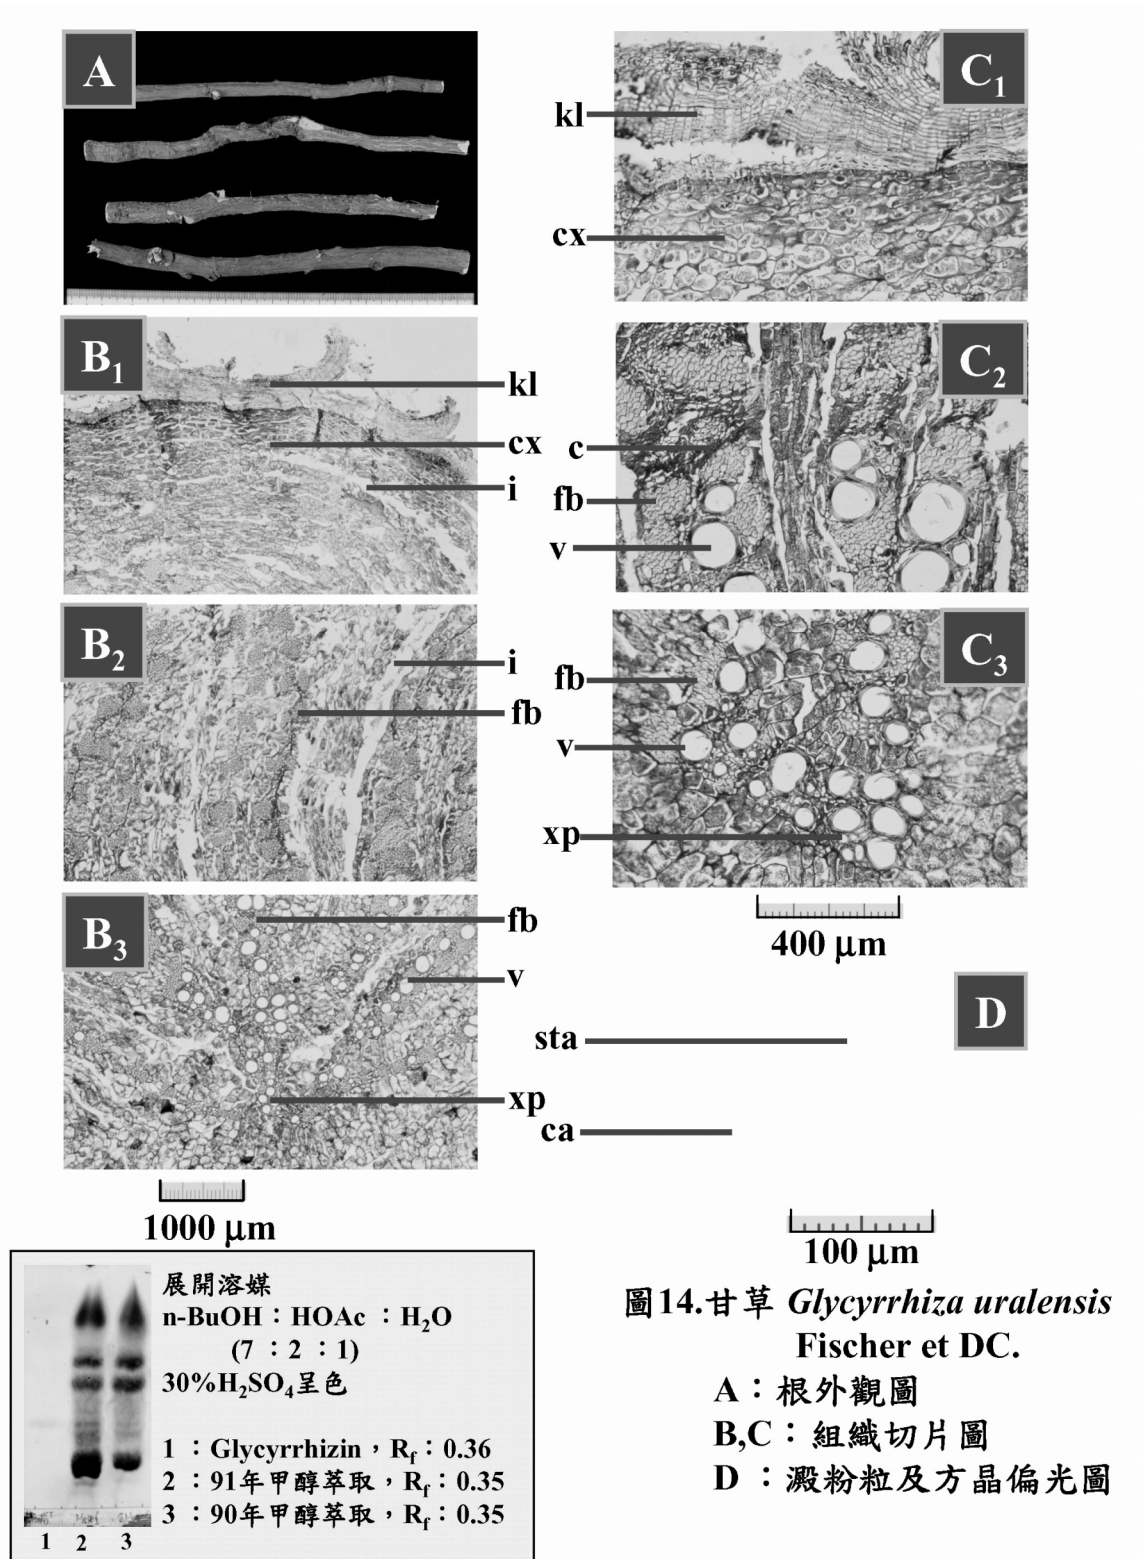 A
kl
C₁
cx
B₁
kl
cx
i
C₂
c
fb
v
B₂
i
fb
C₃
fb
v
xp
400 μm
B₃
fb
v
xp
1000 μm
D
sta
ca
100 μm
展開溶媒
n-BuOH：HOAc ：H₂O
(7 ：2 ：1)
30%H₂SO₄呈色
1 ：Glycyrrhizin，Rf：0.36
2 ：91年甲醇萃取，Rf：0.35
3 ：90年甲醇萃取，Rf：0.35
1 2 3
圖14.甘草 Glycyrrhiza uralensis
Fischer et DC.
A：根外觀圖
B,C：組織切片圖
D ：澱粉粒及方晶偏光圖